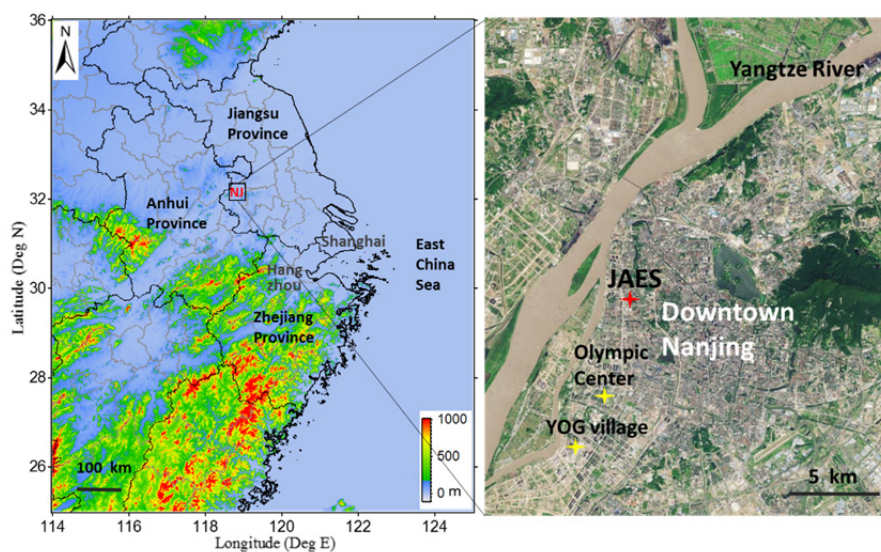 36
34
32
30
28
26
Latitude (Deg N)
N
Jiangsu
Province
NJ
Anhui
Province
Shanghai
East
China
Sea
Hang
zhou
Zhejiang
Province
1000
500
0 m
100 km
114
116
118
120
122
124
Longitude (Deg E)
Yangtze River
JAES
Downtown
Nanjing
Olympic
Center
YOG village
5 km